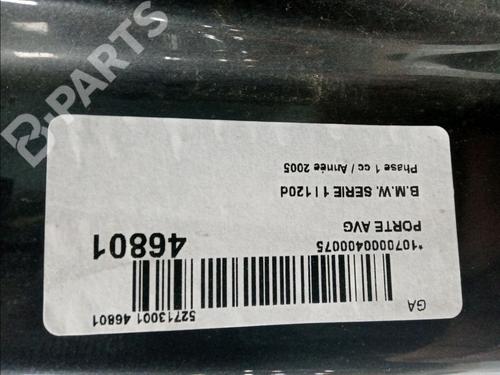 B-PARTS
GA
52713001 46801
*1070000400075
PORTE AVG
46801
B.M.W. SERIE 1 I 120d
Phase 1 cc / Année 2005